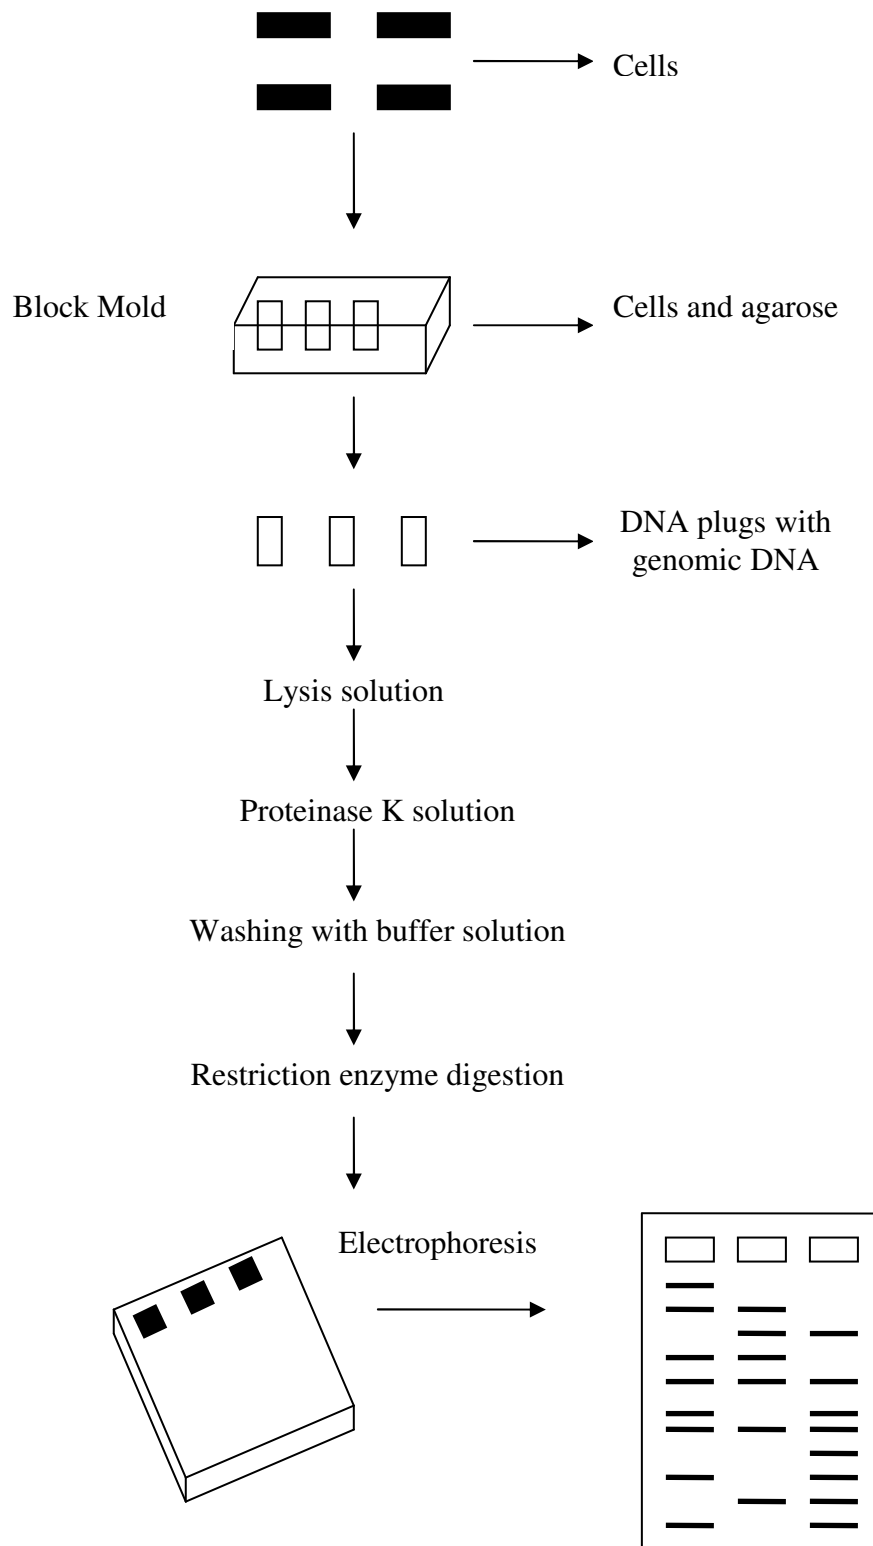 Cells
Block Mold
Cells and agarose
DNA plugs with
genomic DNA
Lysis solution
Proteinase K solution
Washing with buffer solution
Restriction enzyme digestion
Electrophoresis